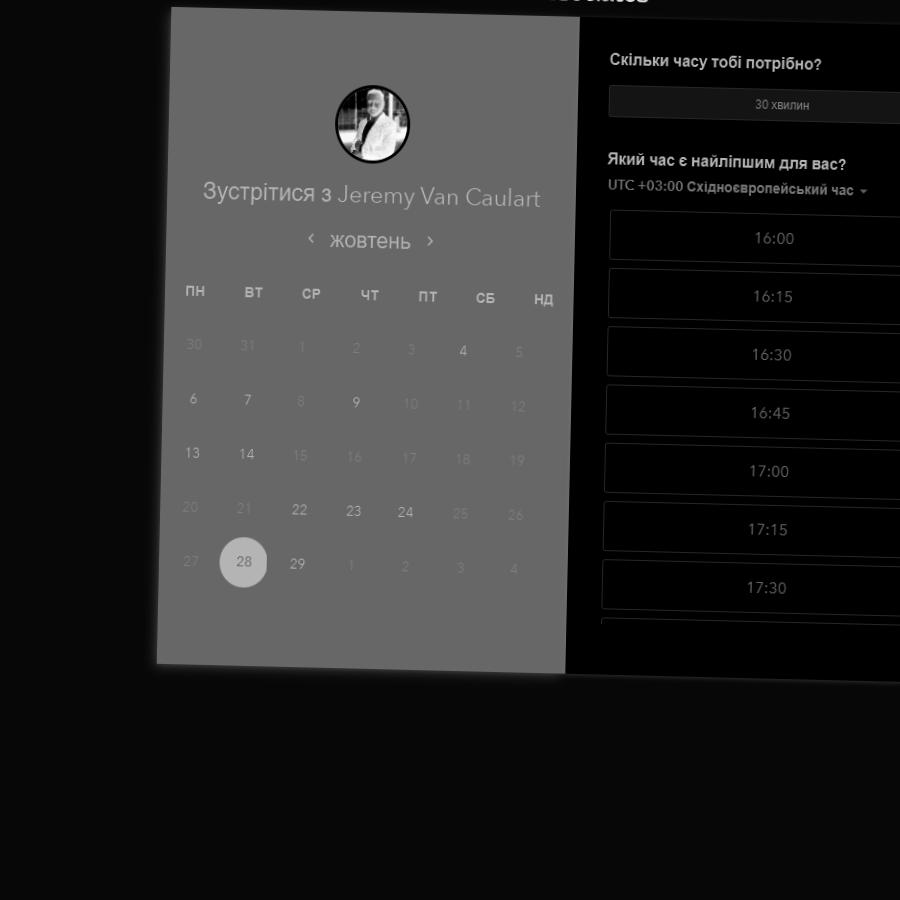 Зустрітися з Jeremy Van Caulart
жовтень
ПН ВТ СР ЧТ ПТ СБ НД
30 31 1 2 3 4 5
6 7 8 9 10 11 12
13 14 15 16 17 18 19
20 21 22 23 24 25 26
27 28 29 1 2 3 4
Скільки часу тобі потрібно?
30 хвилин
Який час є найліпшим для вас?
UTC +03:00 Східноєвропейський час
16:00
16:15
16:30
16:45
17:00
17:15
17:30